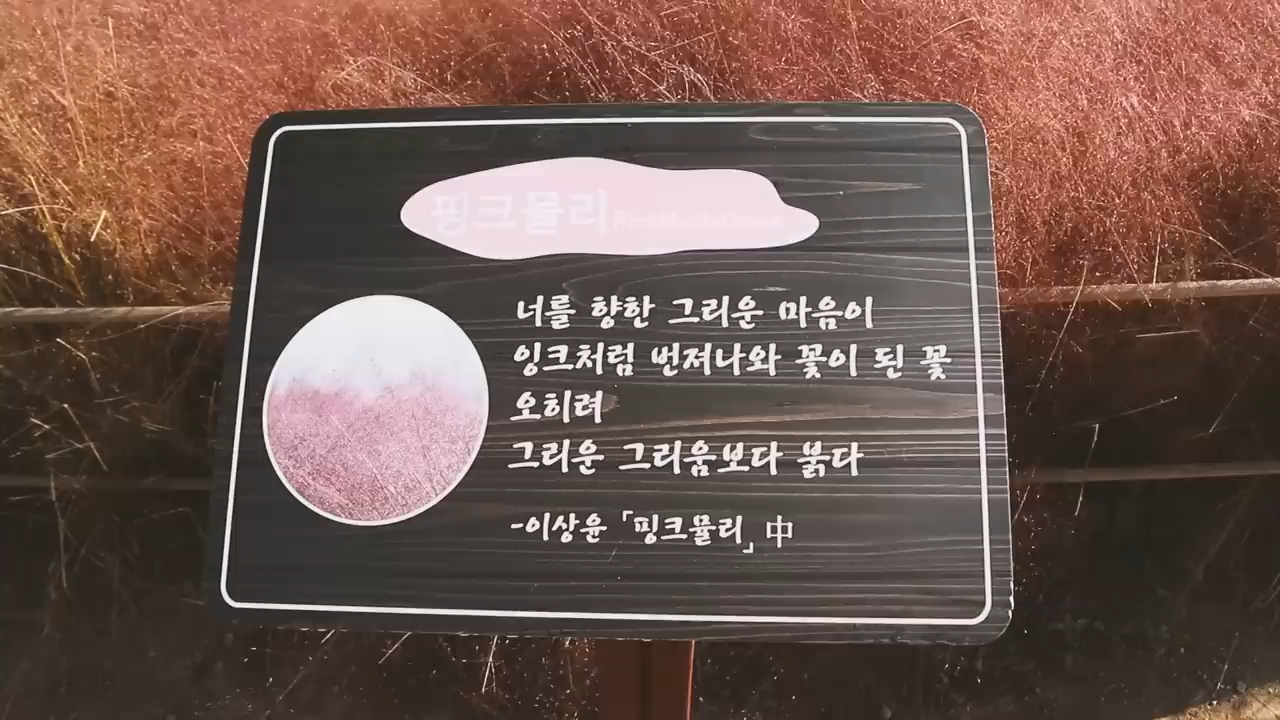 핑크뮬리
너를 향한 그리운 마음이
잉크처럼 번져나와 꽃이 된 꽃
오히려
그리운 그리움보다 붉다
-이상윤 「핑크뮬리」 中